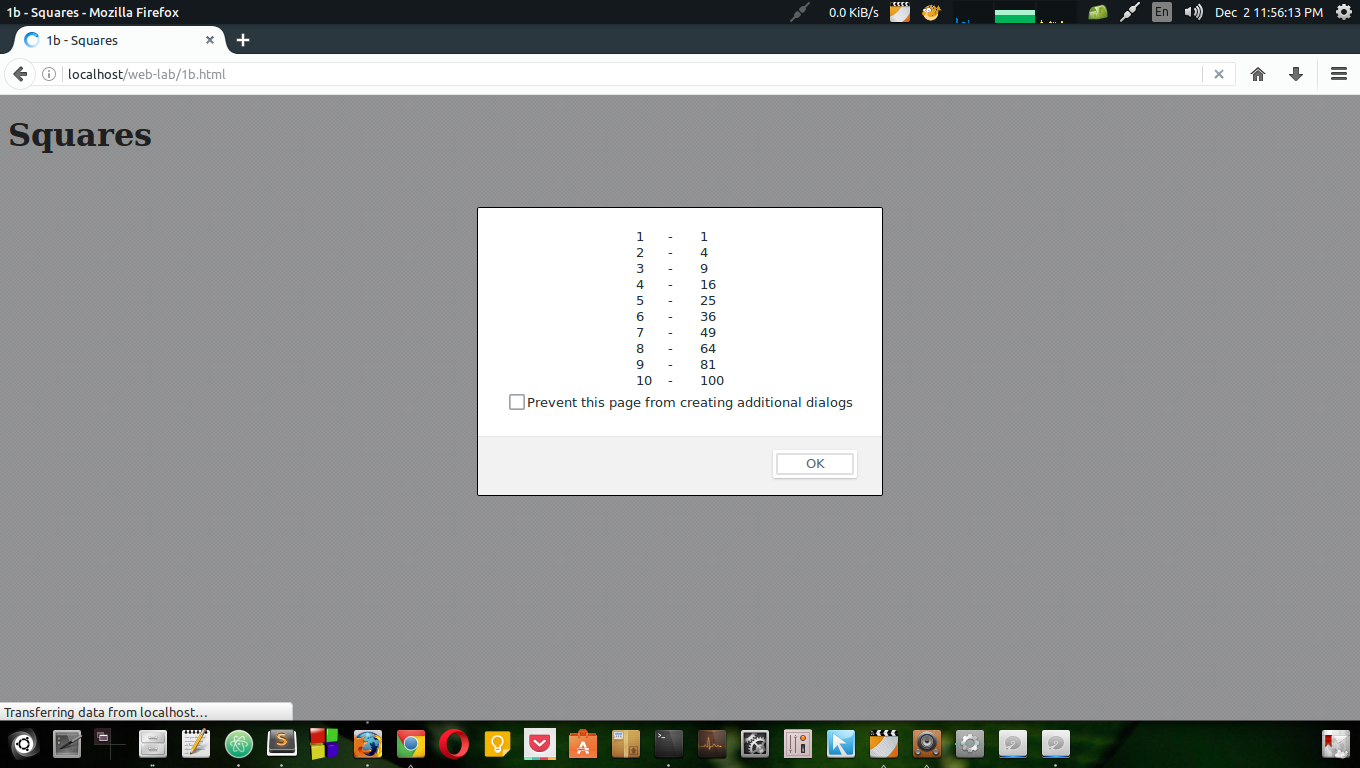 1b - Squares - Mozilla Firefox
0.0 KiB/s
En
Dec 2 11:56:13 PM
1b - Squares
localhost/web-lab/1b.html
Squares
1 - 1
2 - 4
3 - 9
4 - 16
5 - 25
6 - 36
7 - 49
8 - 64
9 - 81
10 - 100
Prevent this page from creating additional dialogs
OK
Transferring data from localhost…